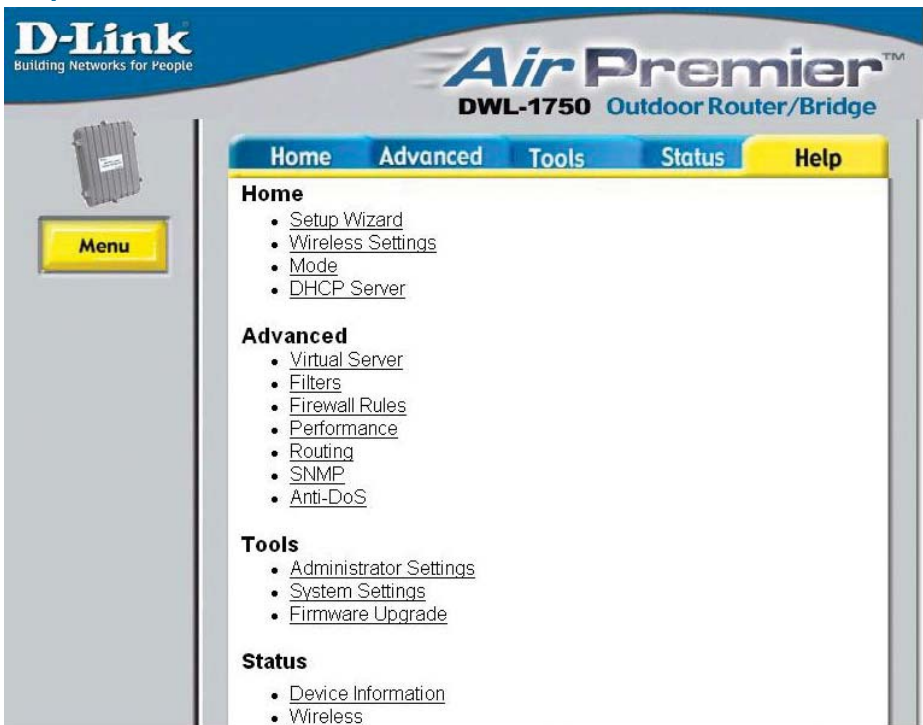 D-Link
Building Networks for People
Air Premier™
DWL-1750 Outdoor Router/Bridge
Home Advanced Tools Status Help
Menu
Home
• Setup Wizard
• Wireless Settings
• Mode
• DHCP Server
Advanced
• Virtual Server
• Filters
• Firewall Rules
• Performance
• Routing
• SNMP
• Anti-DoS
Tools
• Administrator Settings
• System Settings
• Firmware Upgrade
Status
• Device Information
• Wireless